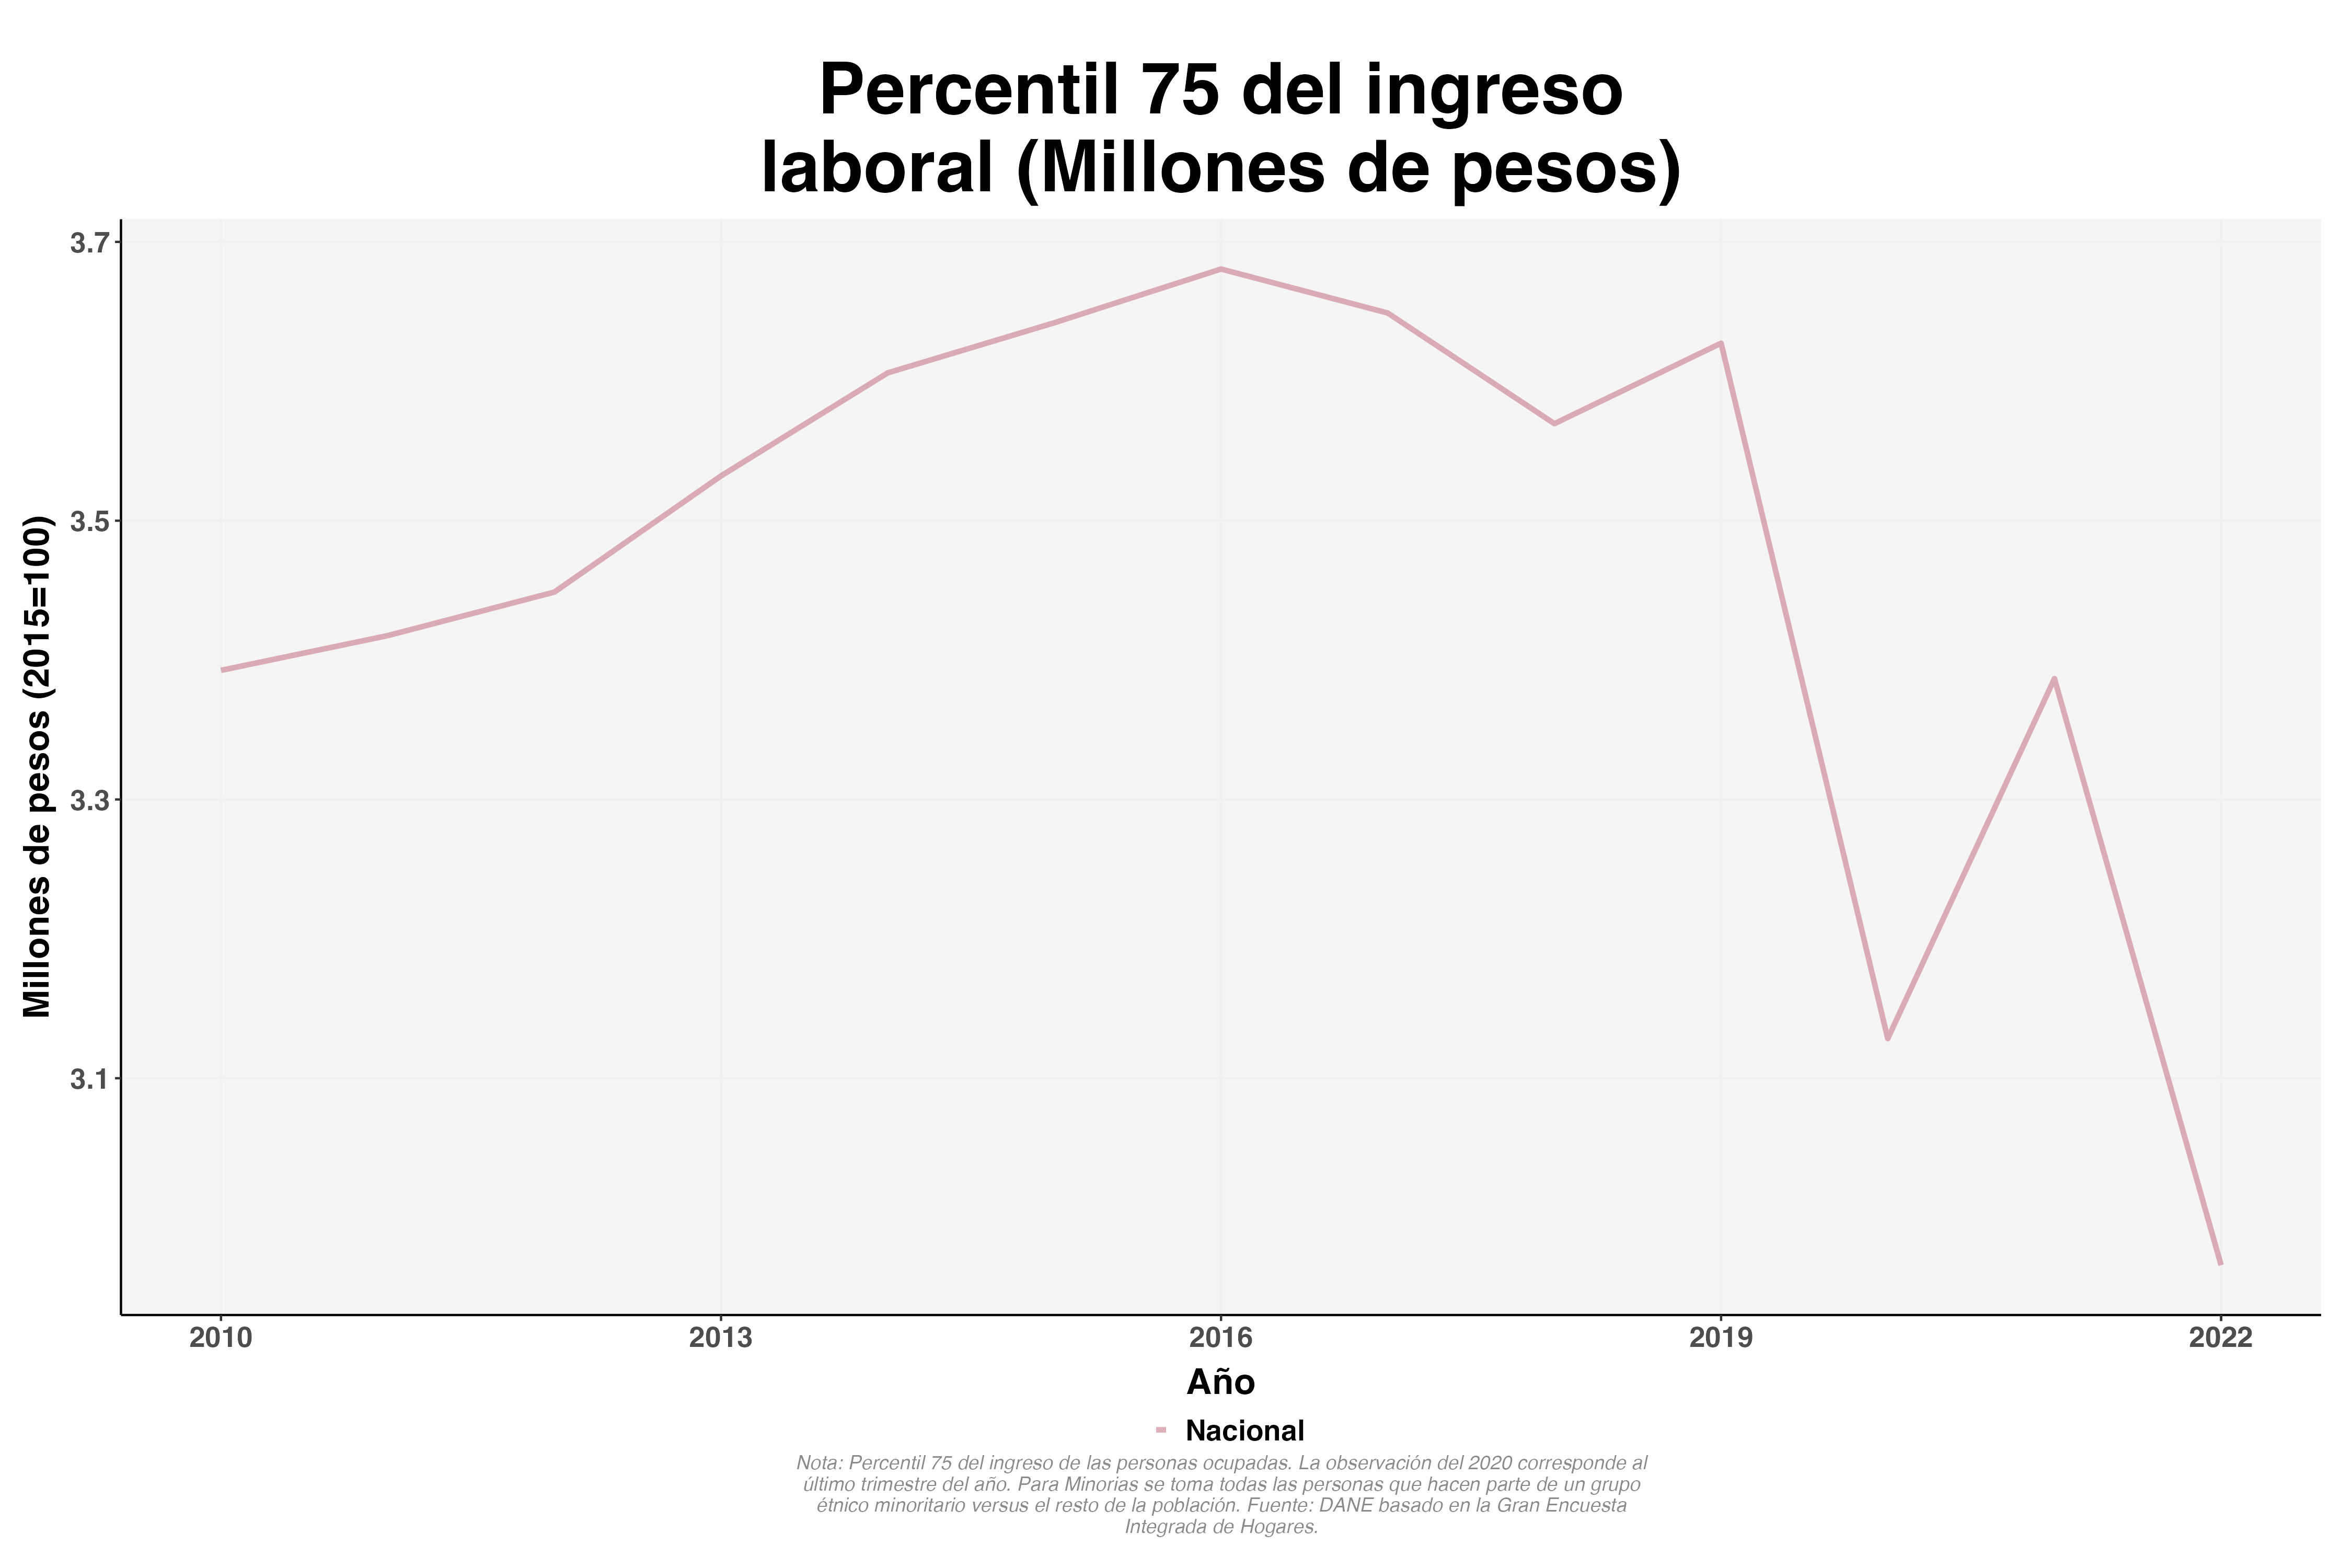 Percentil 75 del ingreso
laboral (Millones de pesos)
Millones de pesos (2015=100)
3.7
3.5
3.3
3.1
2010
2013
2016
2019
2022
Año
Nacional
Nota: Percentil 75 del ingreso de las personas ocupadas. La observación del 2020 corresponde al
último trimestre del año. Para Minorias se toma todas las personas que hacen parte de un grupo
étnico minoritario versus el resto de la población. Fuente: DANE basado en la Gran Encuesta
Integrada de Hogares.